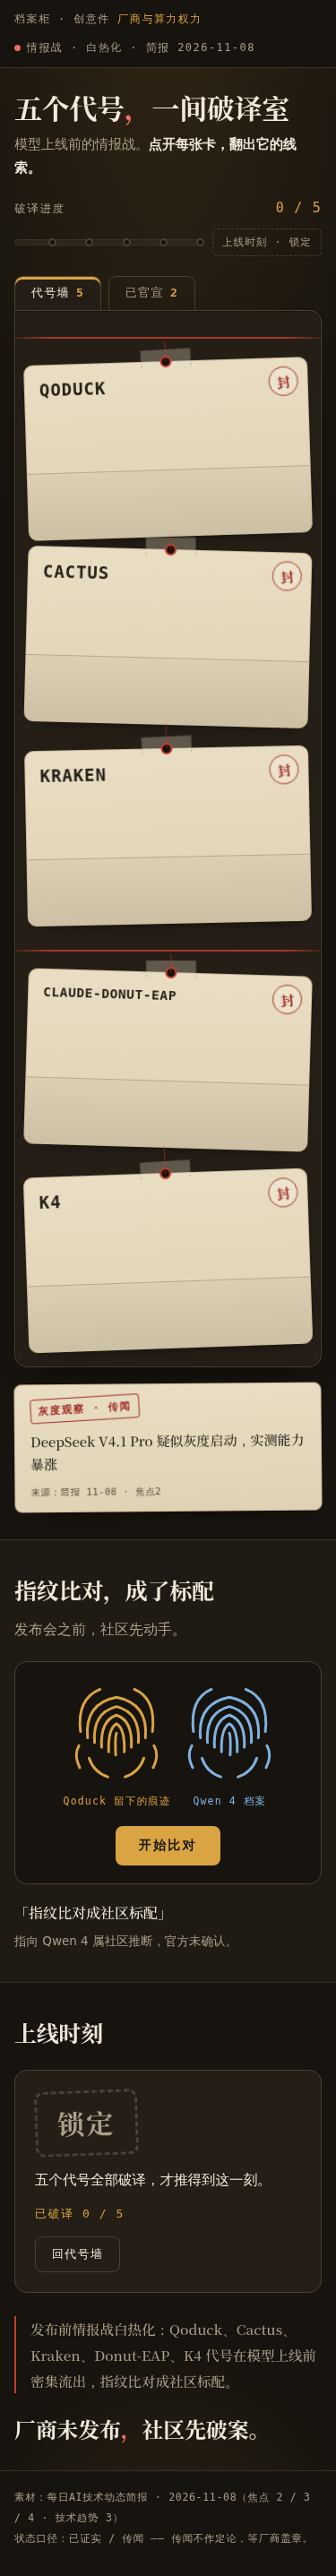 档案柜 · 创意件 厂商与算力权力
情报战 · 白热化 · 简报 2026-11-08
五个代号，一间破译室
模型上线前的情报战。点开每张卡，翻出它的线
索。
破译进度
0 / 5
上线时刻 · 锁定
代号墙 5
已官宣 2
QODUCK
封
CACTUS
封
KRAKEN
封
CLAUDE-DONUT-EAP
封
K4
封
灰度观察 · 传闻
DeepSeek V4.1 Pro 疑似灰度启动，实测能力
暴涨
来源：简报 11-08 · 焦点2
指纹比对，成了标配
发布会之前，社区先动手。
Qoduck 留下的痕迹
Qwen 4 档案
开始比对
「指纹比对成社区标配」
指向 Qwen 4 属社区推断，官方未确认。
上线时刻
锁定
五个代号全部破译，才推得到这一刻。
已破译 0 / 5
回代号墙
发布前情报战白热化：Qoduck、Cactus、
Kraken、Donut-EAP、K4 代号在模型上线前
密集流出，指纹比对成社区标配。
厂商未发布，社区先破案。
素材：每日AI技术动态简报 · 2026-11-08（焦点 2 / 3
/ 4 · 技术趋势 3）
状态口径：已证实 / 传闻 —— 传闻不作定论，等厂商盖章。